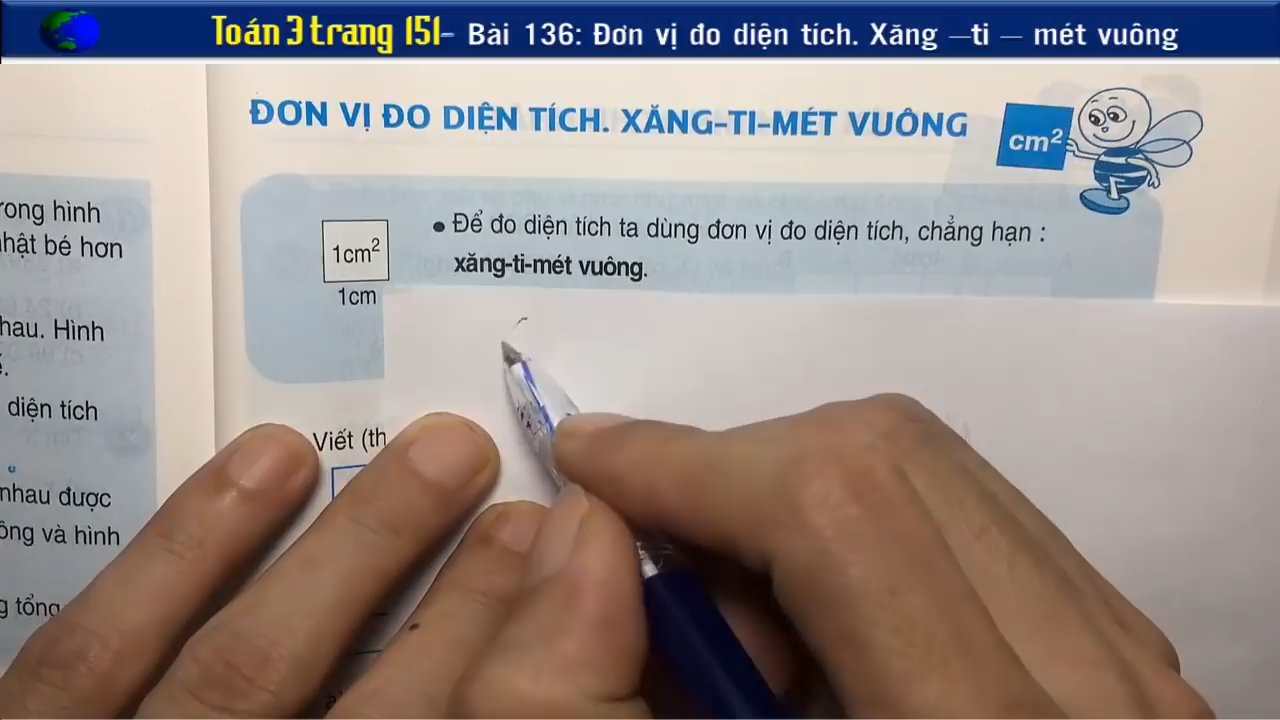 Toán 3 trang 151- Bài 136: Đơn vị đo diện tích. Xăng –ti – mét vuông
ĐƠN VỊ ĐO DIỆN TÍCH. XĂNG-TI-MÉT VUÔNG
cm²
rong hình
hật bé hơn
hau. Hình
diện tích
nhau được
ông và hình
g tổng
1cm²
1cm
• Để đo diện tích ta dùng đơn vị đo diện tích, chẳng hạn :
xăng-ti-mét vuông.
Viết (th